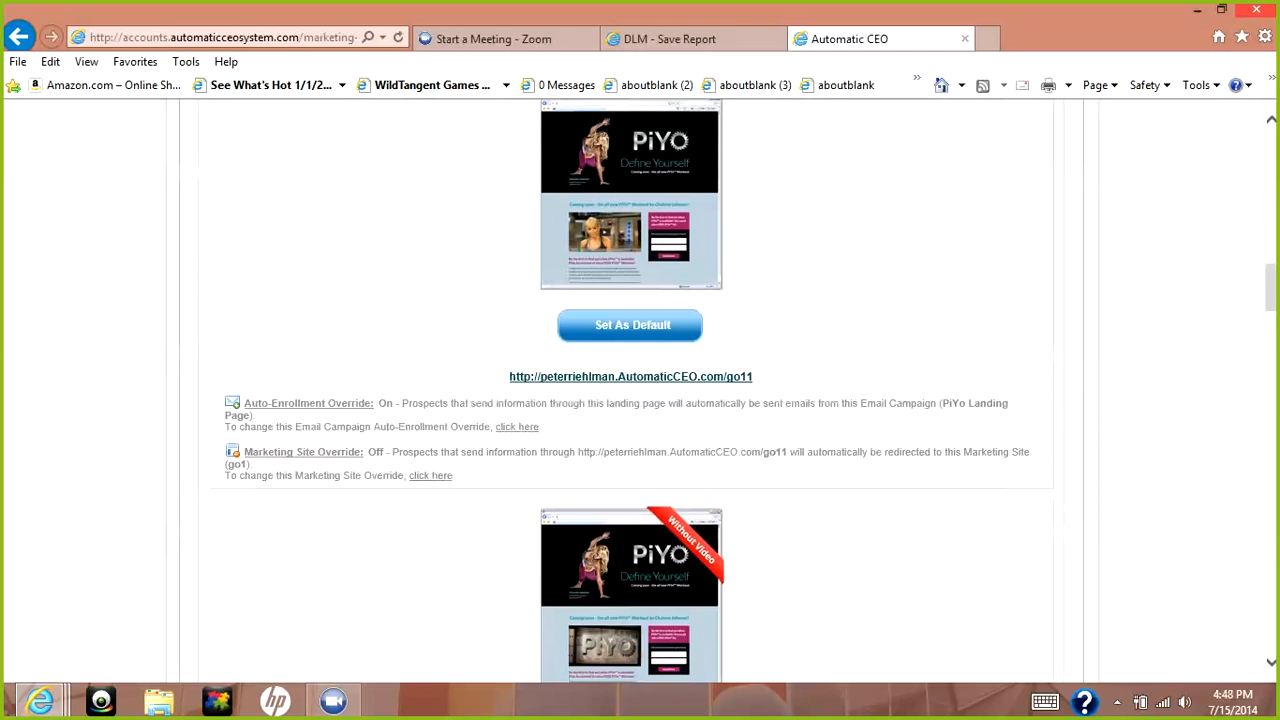 http://accounts.automaticceosystem.com/marketing-
Start a Meeting - Zoom
DLM - Save Report
Automatic CEO
File Edit View Favorites Tools Help
Amazon.com – Online Sh...
See What's Hot 1/1/2...
WildTangent Games ...
0 Messages
aboutblank (2)
aboutblank (3)
aboutblank
Page
Safety
Tools
PiYO
Define Yourself
Set As Default
http://peterriehlman.AutomaticCEO.com/go11
Auto-Enrollment Override: On - Prospects that send information through this landing page will automatically be sent emails from this Email Campaign (PiYo Landing
Page).
To change this Email Campaign Auto-Enrollment Override, click here
Marketing Site Override: Off - Prospects that send information through http://peterriehlman.AutomaticCEO.com/go11 will automatically be redirected to this Marketing Site
(go1).
To change this Marketing Site Override, click here
Without Video
PiYO
Define Yourself
PiYO
hp
4:48 PM
7/15/2014